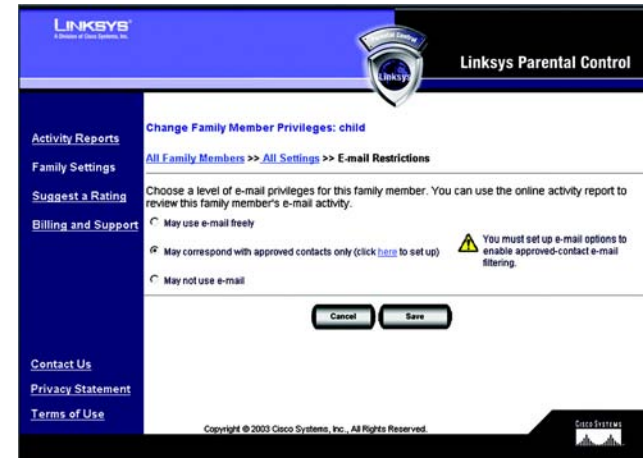 LINKSYS®
A Division of Cisco Systems, Inc.
Parental Control
Linksys
Linksys Parental Control
Activity Reports
Family Settings
Suggest a Rating
Billing and Support
Contact Us
Privacy Statement
Terms of Use
Change Family Member Privileges: child
All Family Members >> All Settings >> E-mail Restrictions
Choose a level of e-mail privileges for this family member. You can use the online activity report to
review this family member's e-mail activity.
May use e-mail freely
May correspond with approved contacts only (click here to set up)
You must set up e-mail options to
enable approved-contact e-mail
filtering.
May not use e-mail
Cancel
Save
Copyright © 2003 Cisco Systems, Inc., All Rights Reserved.
CISCO SYSTEMS